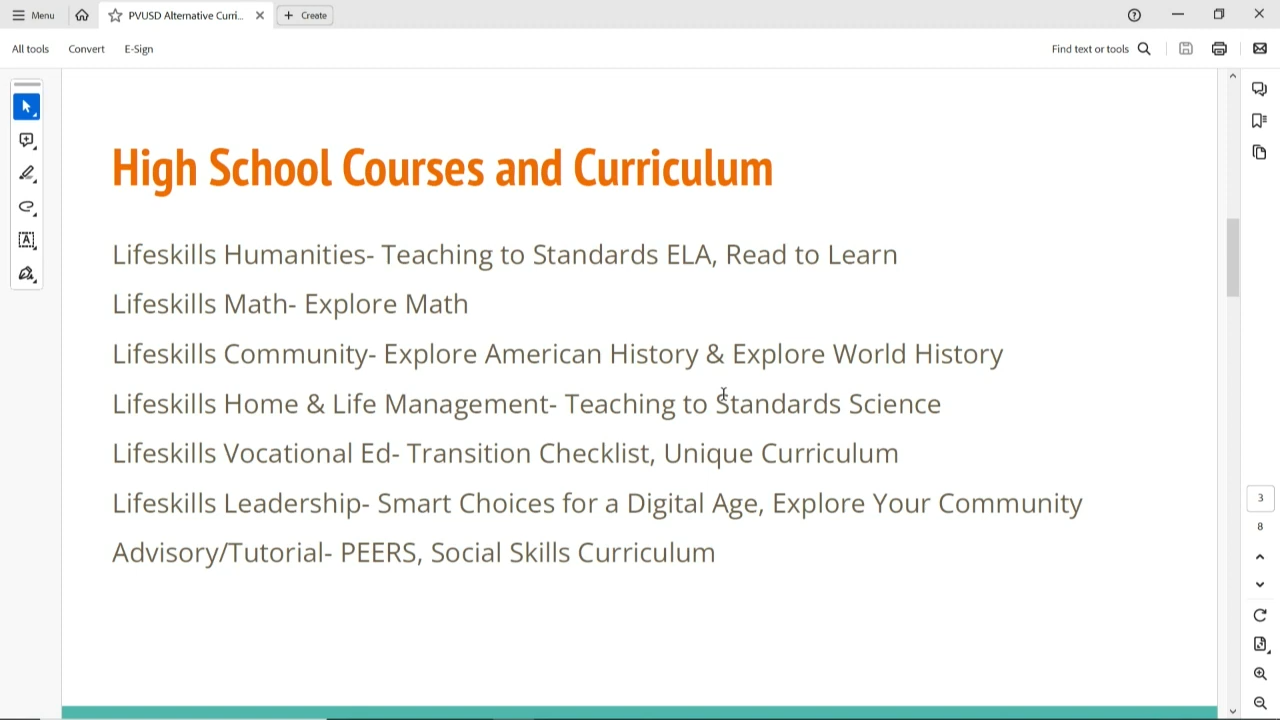 Menu
PVUSD Alternative Curri...
Create
All tools
Convert
E-Sign
Find text or tools
High School Courses and Curriculum
Lifeskills Humanities- Teaching to Standards ELA, Read to Learn
Lifeskills Math- Explore Math
Lifeskills Community- Explore American History & Explore World History
Lifeskills Home & Life Management- Teaching to Standards Science
Lifeskills Vocational Ed- Transition Checklist, Unique Curriculum
Lifeskills Leadership- Smart Choices for a Digital Age, Explore Your Community
Advisory/Tutorial- PEERS, Social Skills Curriculum
3
8